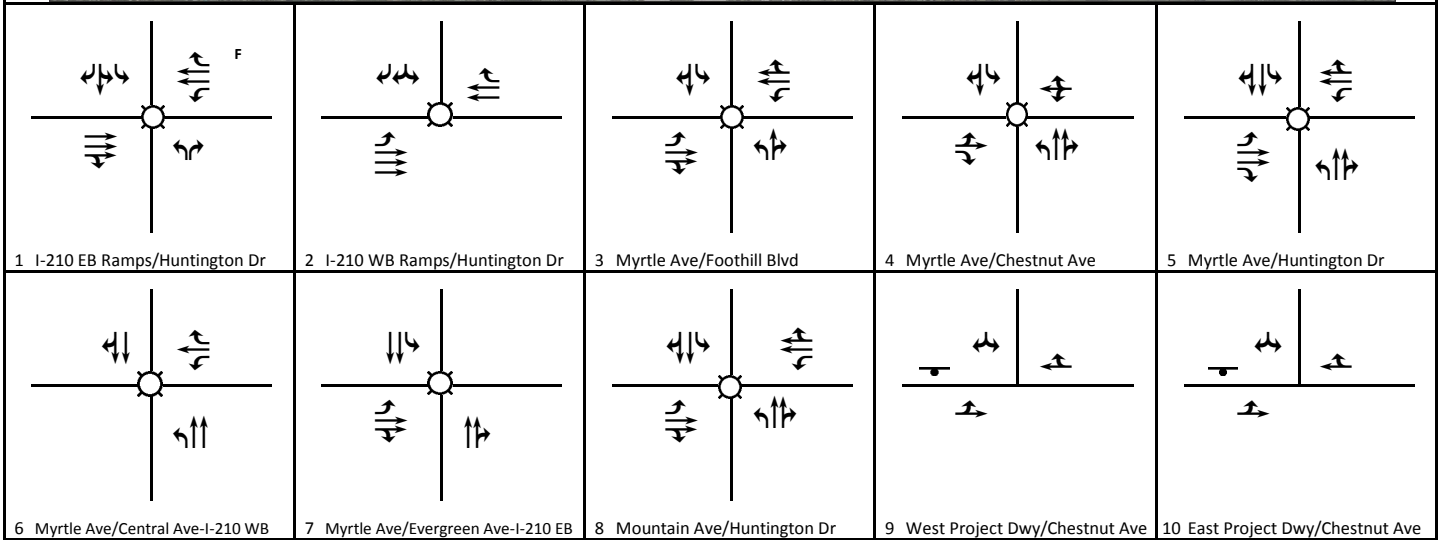 F
1 I-210 EB Ramps/Huntington Dr
2 I-210 WB Ramps/Huntington Dr
3 Myrtle Ave/Foothill Blvd
4 Myrtle Ave/Chestnut Ave
5 Myrtle Ave/Huntington Dr
6 Myrtle Ave/Central Ave-I-210 WB
7 Myrtle Ave/Evergreen Ave-I-210 EB
8 Mountain Ave/Huntington Dr
9 West Project Dwy/Chestnut Ave
10 East Project Dwy/Chestnut Ave